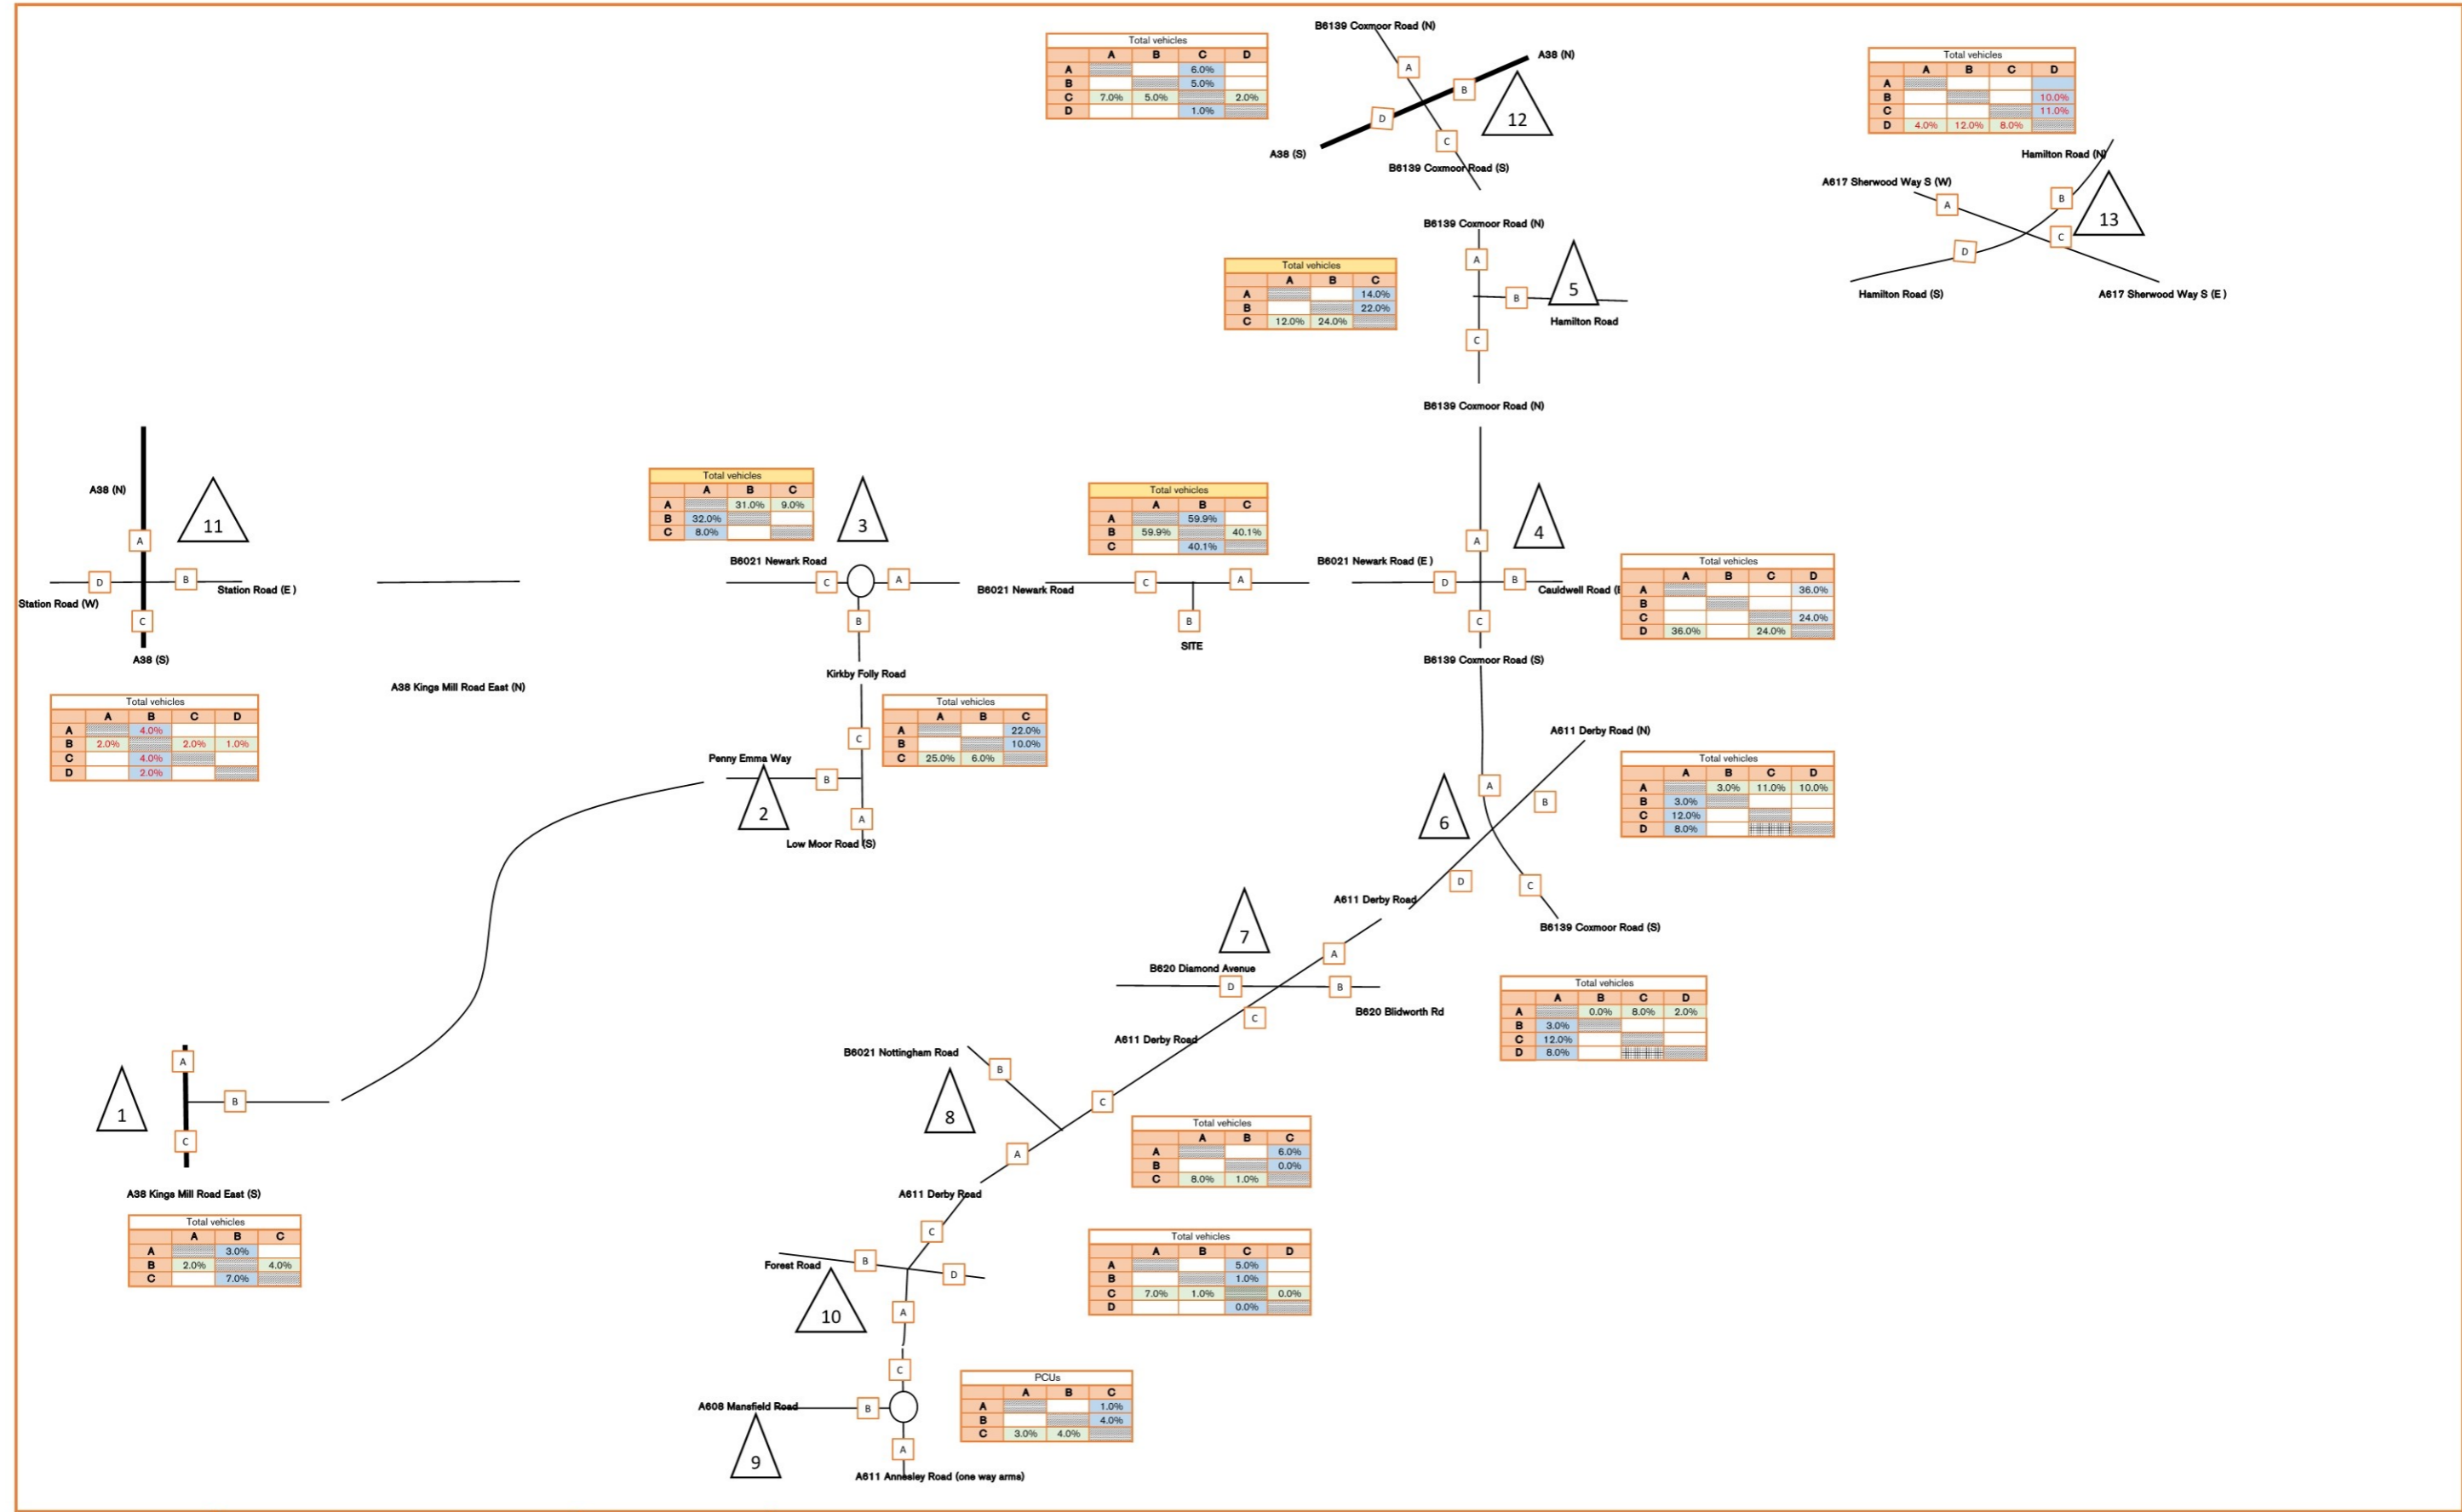 B6139 Coxmoor Road (N)
Total vehicles
A B C D
A 6.0%
B 5.0%
C 7.0% 5.0% 2.0%
D 1.0%
A
A38 (N)
B
D
12
C
A38 (S)
B6139 Coxmoor Road (S)
Total vehicles
A B C D
A
B 10.0%
C 11.0%
D 4.0% 12.0% 8.0%
Hamilton Road (N)
A617 Sherwood Way S (W)
A
B
13
C
D
Hamilton Road (S)
A617 Sherwood Way S (E )
B6139 Coxmoor Road (N)
Total vehicles
A B C
A 14.0%
B 22.0%
C 12.0% 24.0%
A
5
B
Hamilton Road
C
B6139 Coxmoor Road (N)
A38 (N)
11
A
D
B
Station Road (W)
Station Road (E )
C
A38 (S)
Total vehicles
A B C D
A 4.0%
B 2.0% 2.0% 1.0%
C 4.0%
D 2.0%
A38 Kings Mill Road East (N)
Total vehicles
A B C
A 31.0% 9.0%
B 32.0%
C 8.0%
3
B6021 Newark Road
C
A
B
Kirkby Folly Road
Total vehicles
A B C
A 59.9%
B 59.9% 40.1%
C 40.1%
B6021 Newark Road
C
A
B
SITE
4
A
B6021 Newark Road (E )
D
B
Cauldwell Road
C
B6139 Coxmoor Road (S)
Total vehicles
A B C D
A 36.0%
B
C 24.0%
D 36.0% 24.0%
Total vehicles
A B C
A 22.0%
B 10.0%
C 25.0% 6.0%
C
Penny Emma Way
B
2
A
Low Moor Road (S)
A611 Derby Road (N)
A
B
6
D
C
A611 Derby Road
B6139 Coxmoor Road (S)
Total vehicles
A B C D
A 3.0% 11.0% 10.0%
B 3.0%
C 12.0%
D 8.0%
7
A
B620 Diamond Avenue
D
B
C
B620 Blidworth Rd
A611 Derby Road
Total vehicles
A B C D
A 0.0% 8.0% 2.0%
B 3.0%
C 12.0%
D 8.0%
B6021 Nottingham Road
B
8
C
A
A611 Derby Road
Total vehicles
A B C
A 6.0%
B 0.0%
C 8.0% 1.0%
A
1
B
C
A38 Kings Mill Road East (S)
Total vehicles
A B C
A 3.0%
B 2.0% 4.0%
C 7.0%
C
Forest Road
B
D
10
A
Total vehicles
A B C D
A 5.0%
B 1.0%
C 7.0% 1.0% 0.0%
D 0.0%
C
A608 Mansfield Road
B
9
A
A611 Annesley Road (one way arms)
PCUs
A B C
A 1.0%
B 4.0%
C 3.0% 4.0%